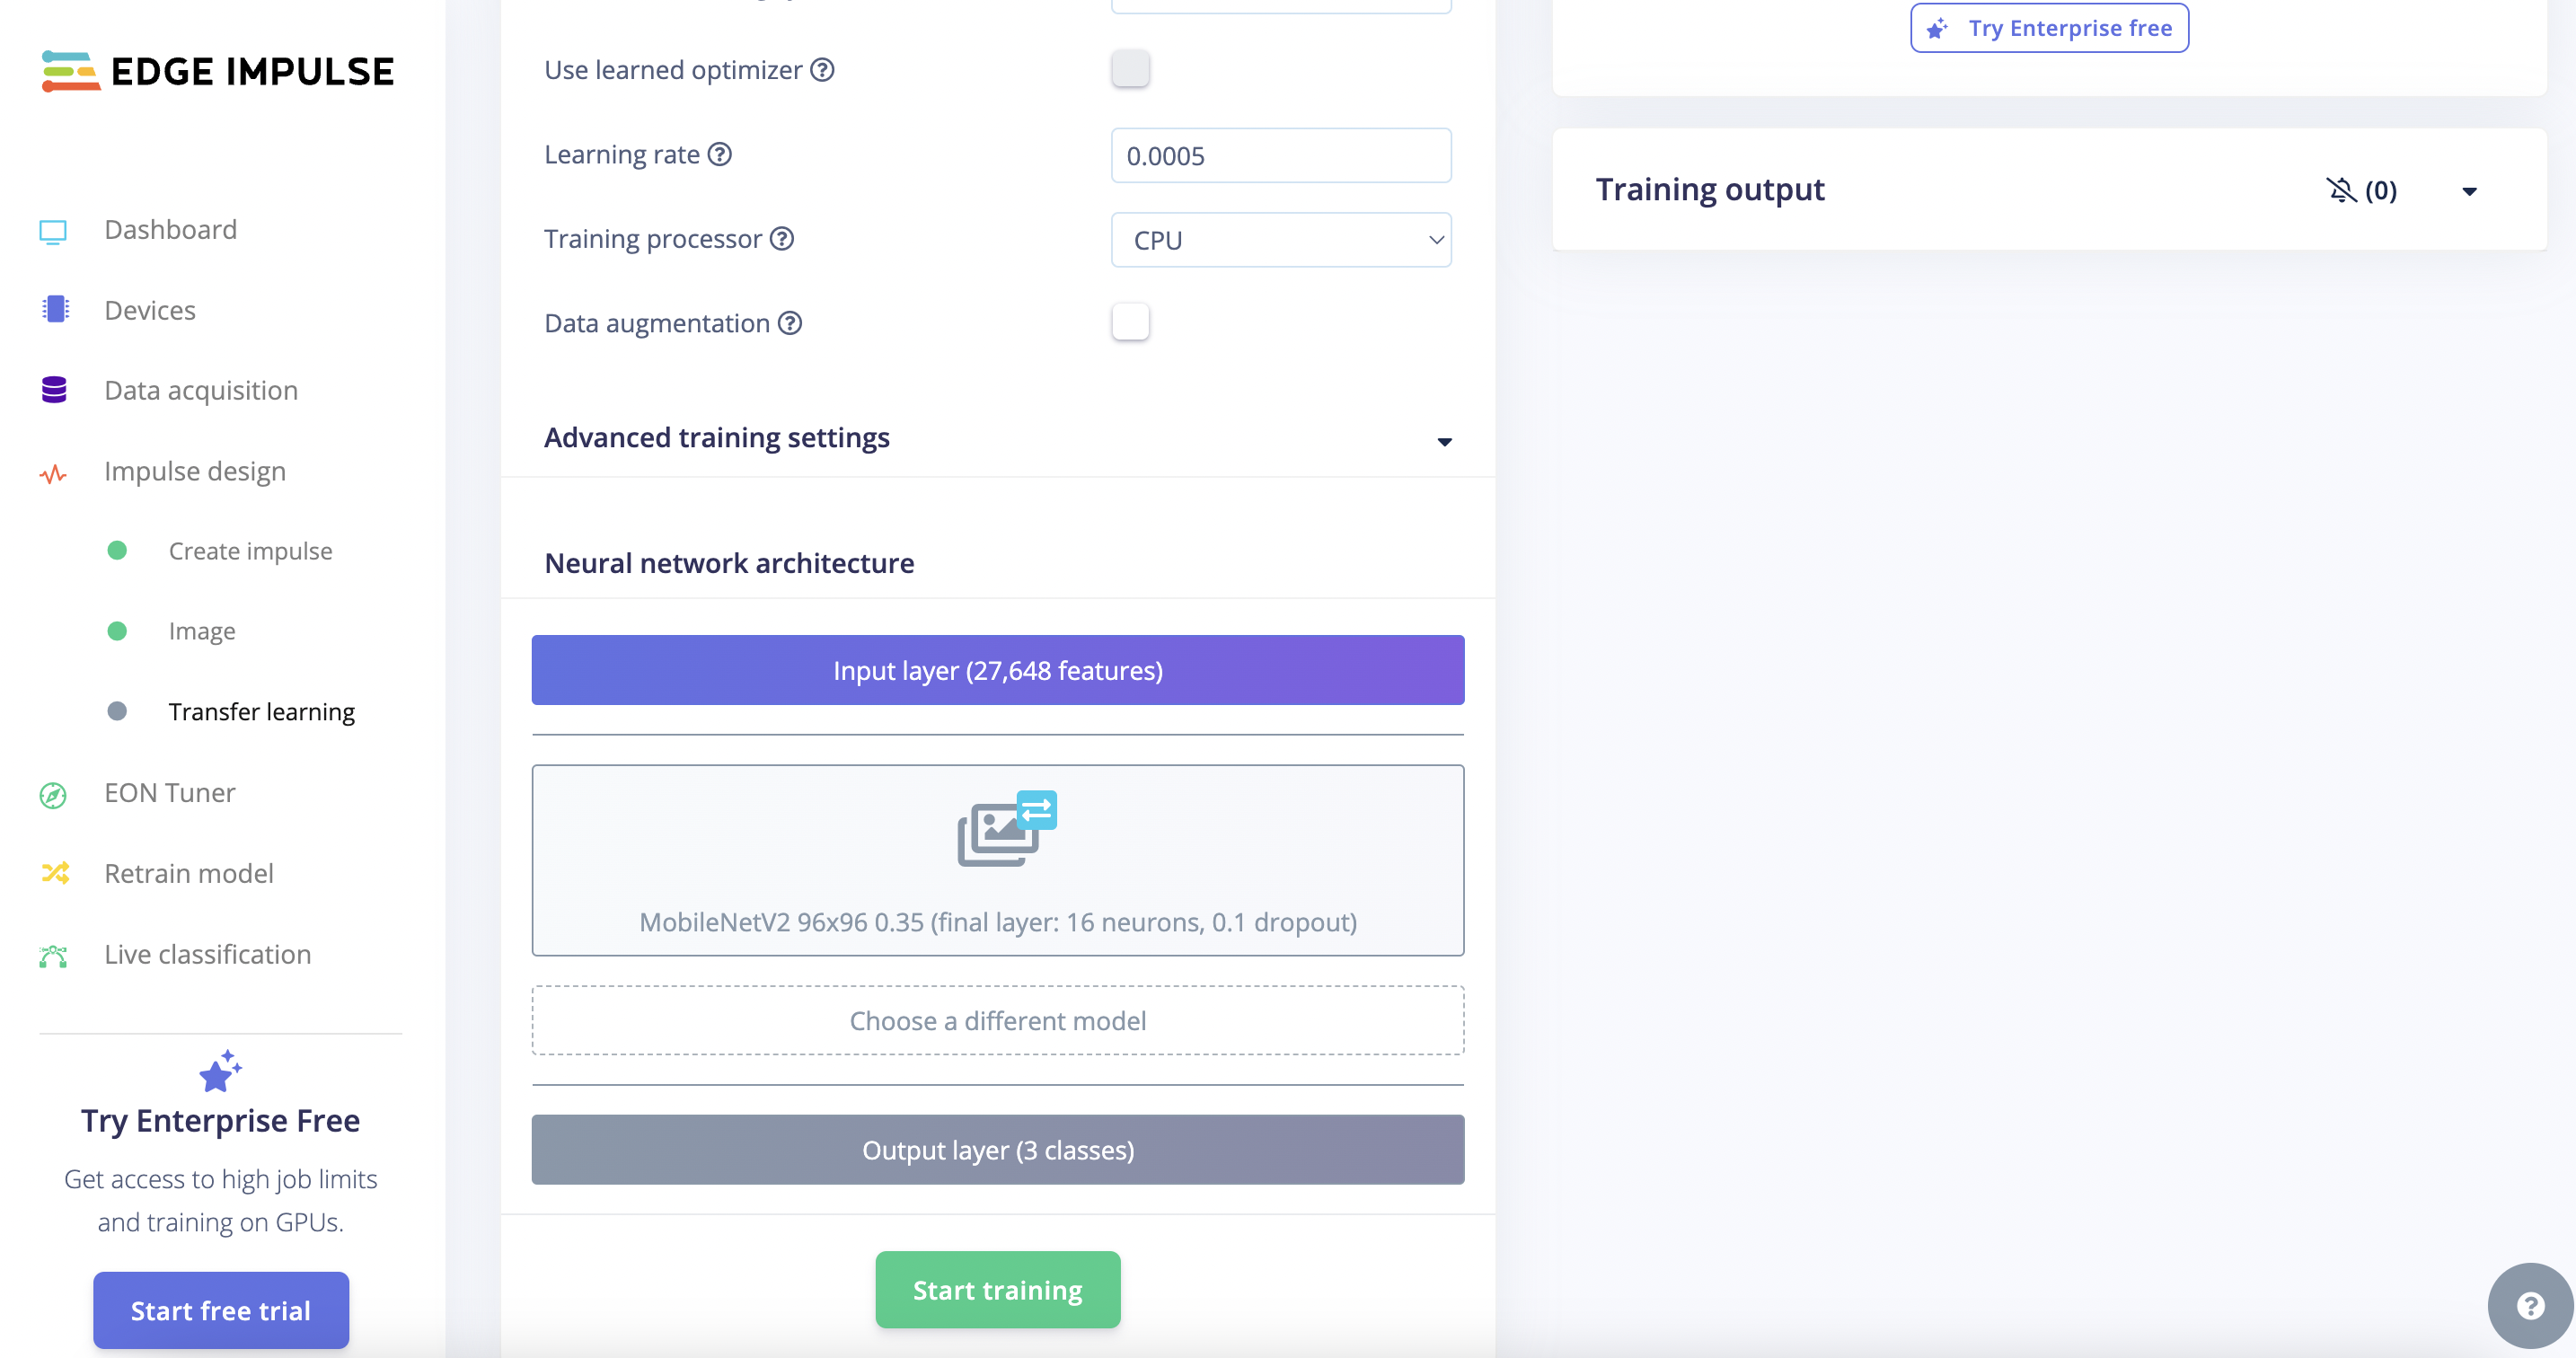 EDGE IMPULSE
Dashboard
Devices
Data acquisition
Impulse design
Create impulse
Image
Transfer learning
EON Tuner
Retrain model
Live classification
Try Enterprise Free
Get access to high job limits
and training on GPUs.
Start free trial
Use learned optimizer ?
Learning rate ?
0.0005
Training processor ?
CPU
Data augmentation ?
Advanced training settings
Neural network architecture
Input layer (27,648 features)
MobileNetV2 96x96 0.35 (final layer: 16 neurons, 0.1 dropout)
Choose a different model
Output layer (3 classes)
Start training
Try Enterprise free
Training output
(0)
?